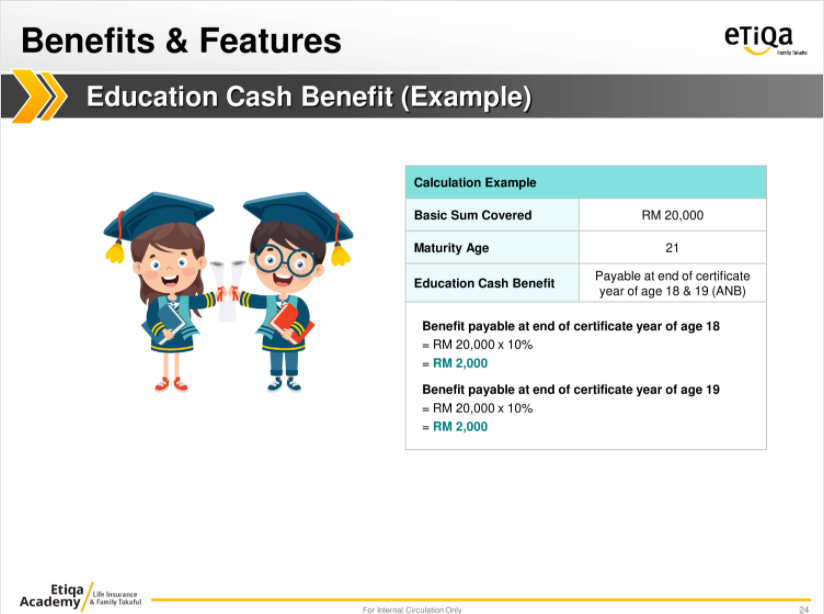 Benefits & Features
eTiQa
Family Takaful
Education Cash Benefit (Example)
Calculation Example
Basic Sum Covered
RM 20,000
Maturity Age
21
Education Cash Benefit
Payable at end of certificate
year of age 18 & 19 (ANB)
Benefit payable at end of certificate year of age 18
= RM 20,000 x 10%
= RM 2,000
Benefit payable at end of certificate year of age 19
= RM 20,000 x 10%
= RM 2,000
Etiqa
Academy
Life Insurance
& Family Takaful
For Internal Circulation Only
24